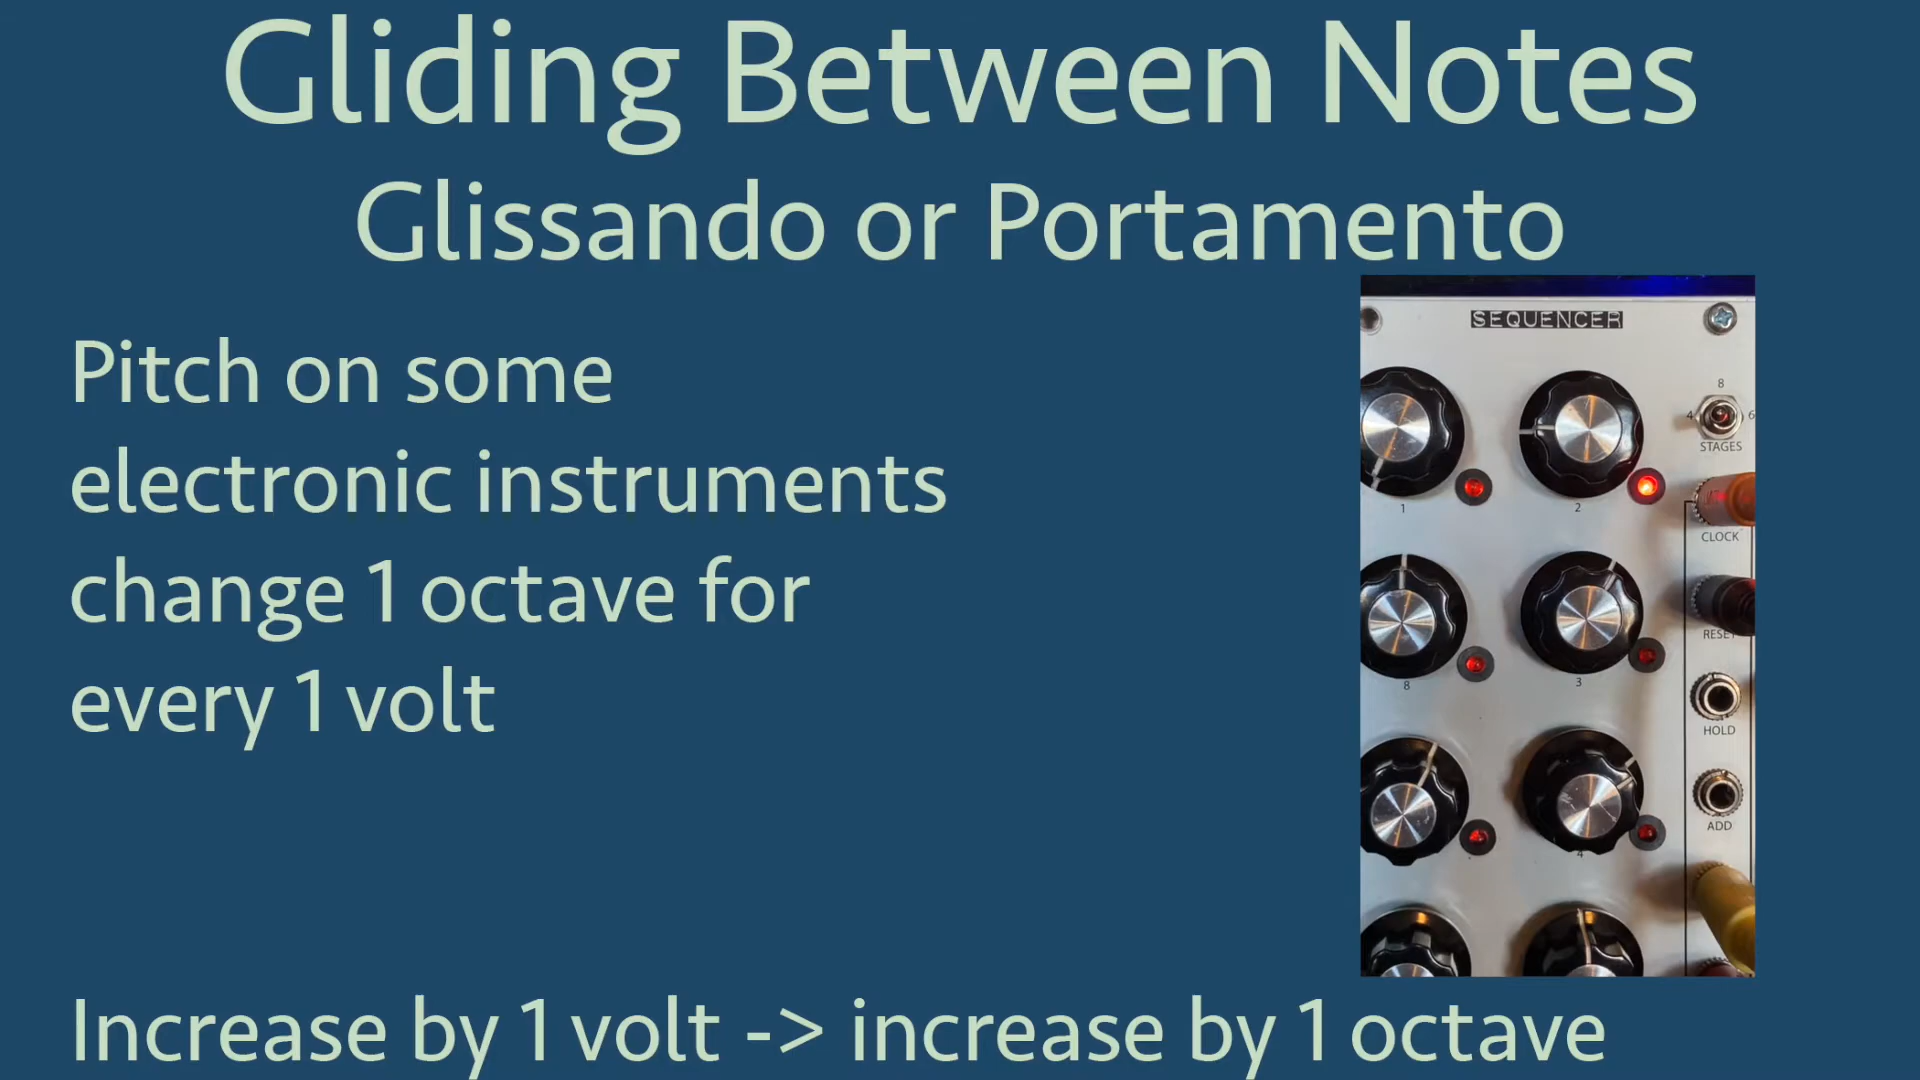 Gliding Between Notes
Glissando or Portamento
Pitch on some
electronic instruments
change 1 octave for
every 1 volt
SEQUENCER
8
4 6
STAGES
1 2
CLOCK
RESET
8 3
HOLD
ADD
4
Increase by 1 volt -> increase by 1 octave